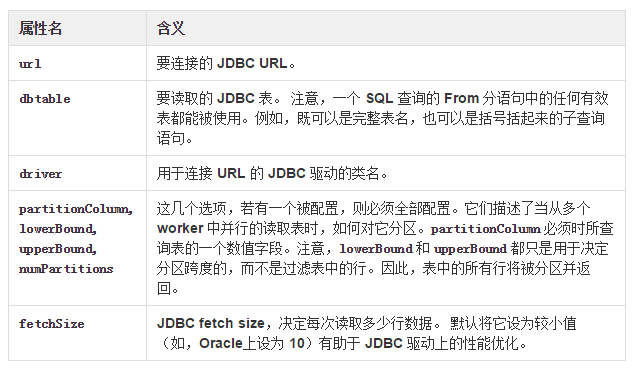 属性名 含义
url 要连接的 JDBC URL。
dbtable 要读取的 JDBC 表。 注意，一个 SQL 查询的 From 分语句中的任何有效
表都能被使用。例如，既可以是完整表名，也可以是括号括起来的子查询
语句。
driver 用于连接 URL 的 JDBC 驱动的类名。
partitionColumn,
lowerBound,
upperBound,
numPartitions
这几个选项，若有一个被配置，则必须全部配置。它们描述了当从多个
worker 中并行的读取表时，如何对它分区。partitionColumn 必须时所查
询表的一个数值字段。注意，lowerBound 和 upperBound 都只是用于决定
分区跨度的，而不是过滤表中的行。因此，表中的所有行将被分区并返
回。
fetchSize JDBC fetch size，决定每次读取多少行数据。 默认将它设为较小值
（如，Oracle上设为 10）有助于 JDBC 驱动上的性能优化。